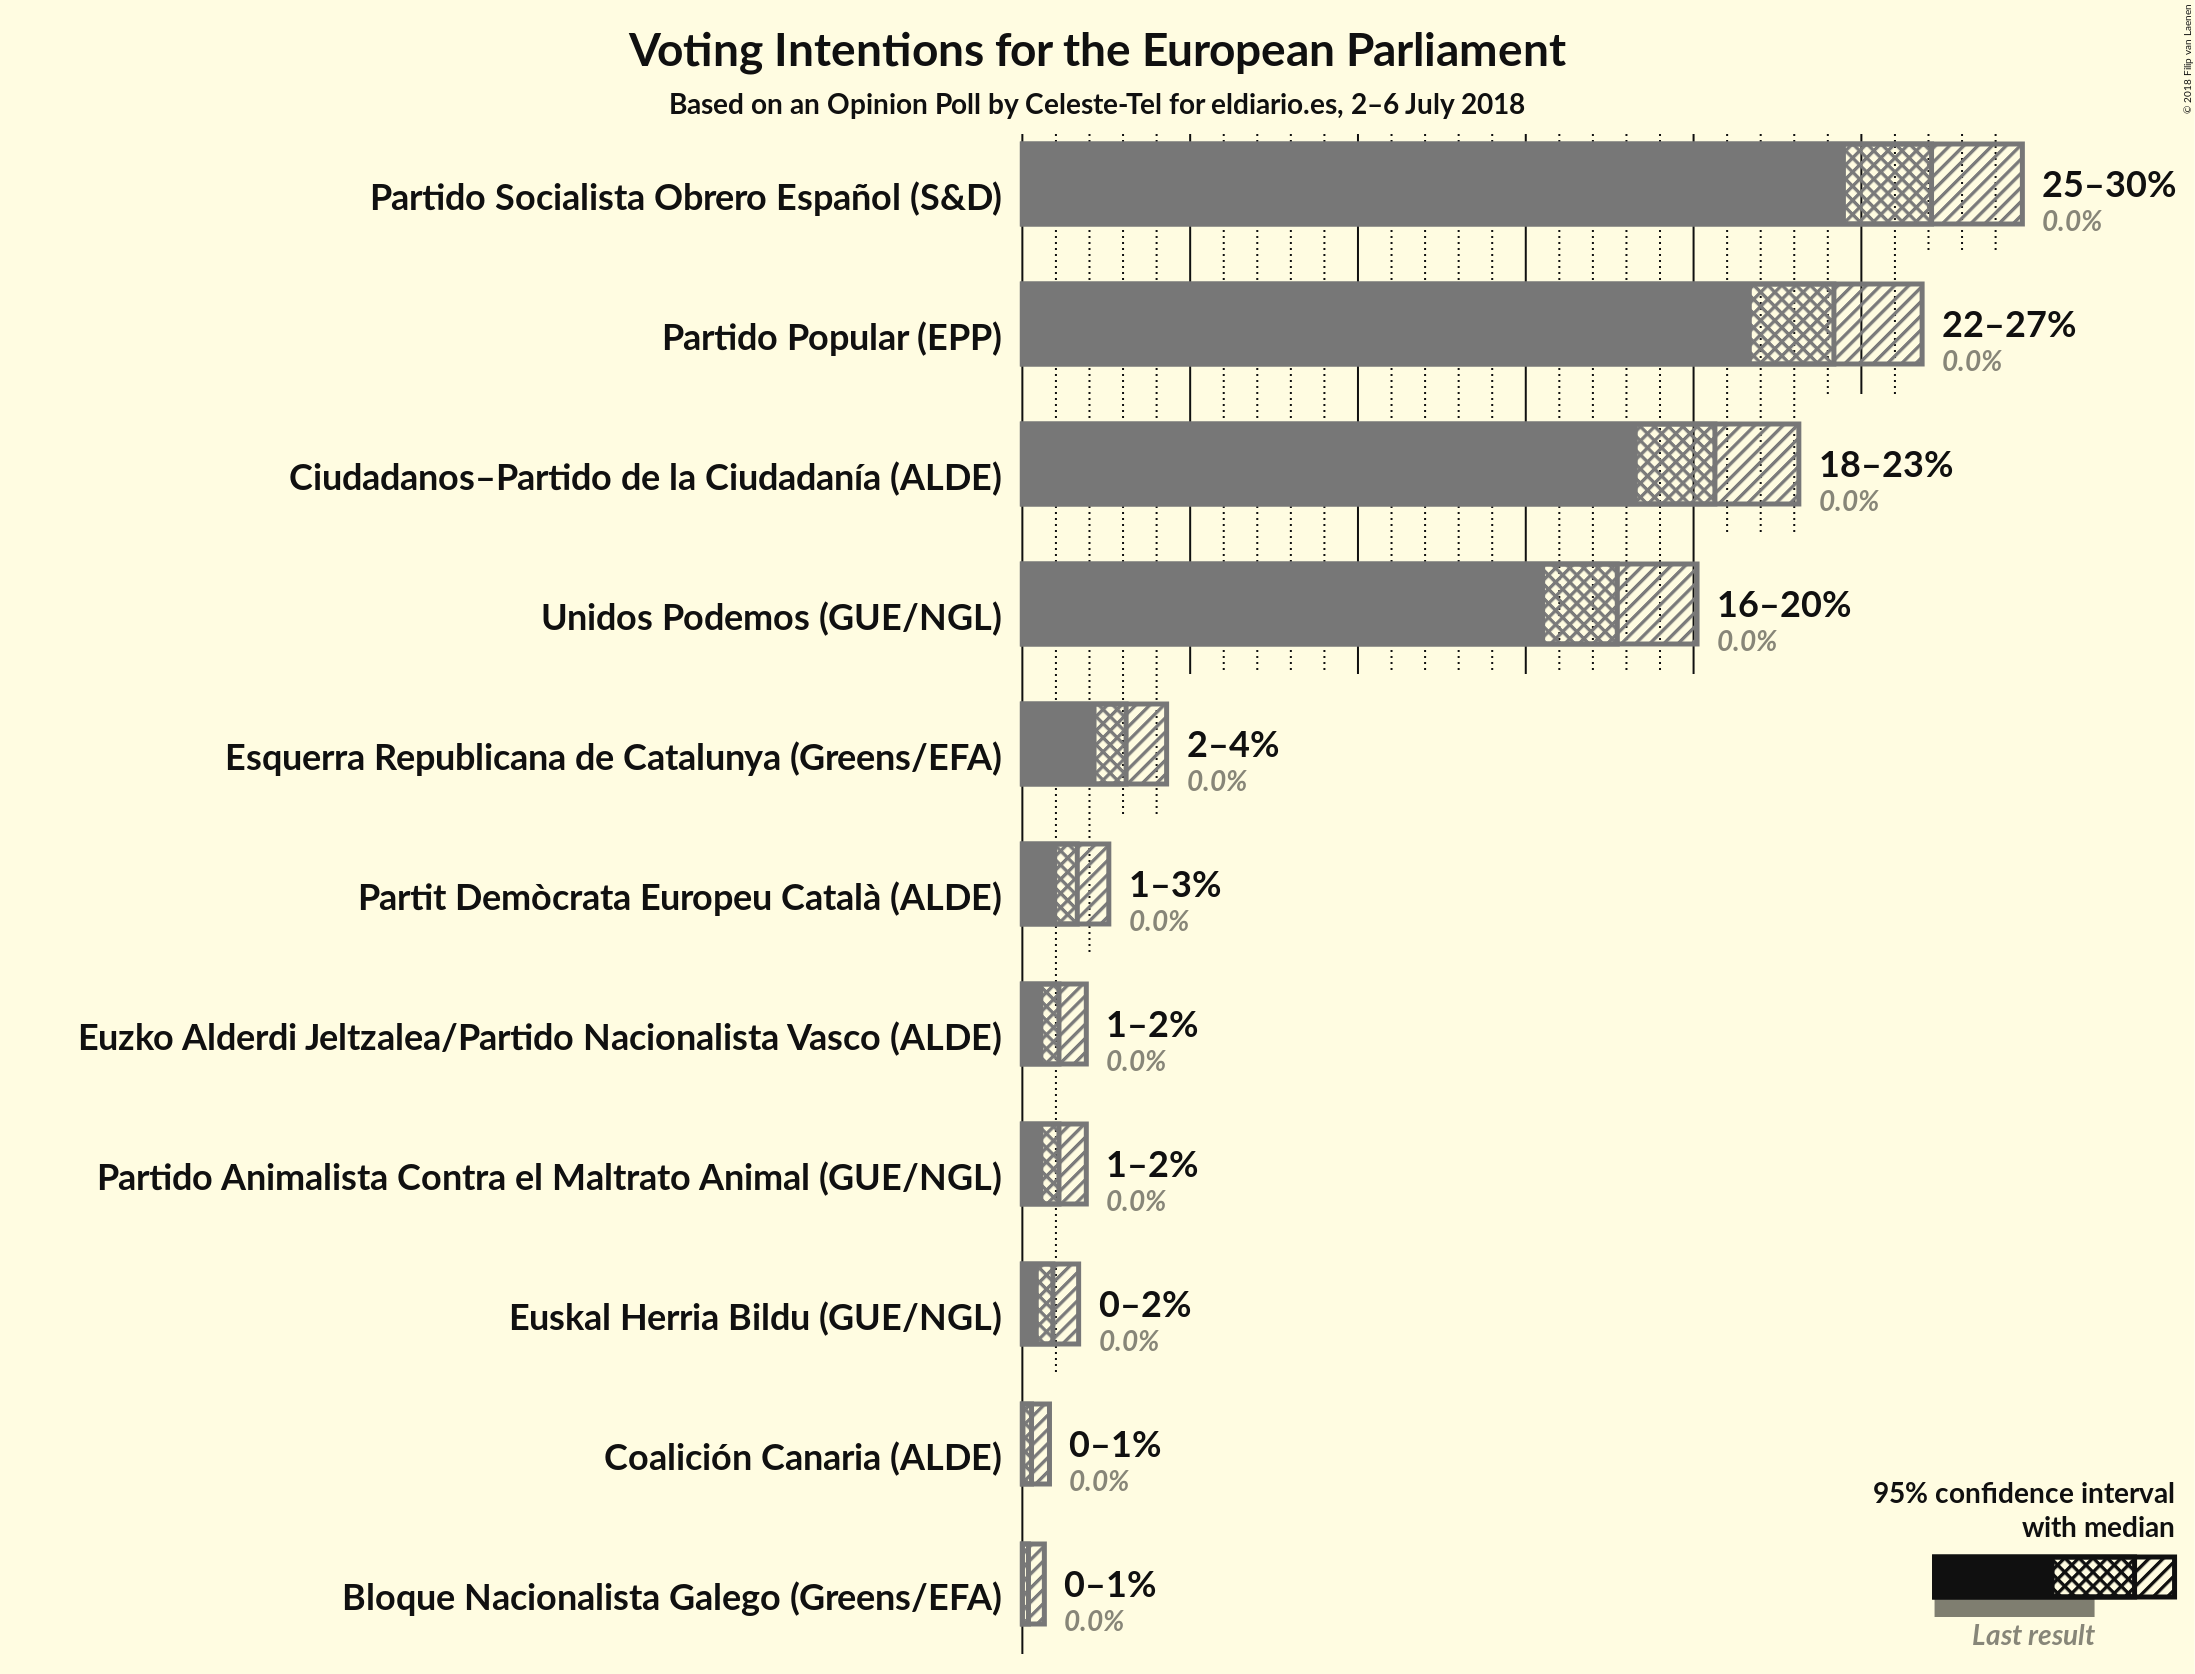 Voting Intentions for the European Parliament
Based on an Opinion Poll by Celeste-Tel for eldiario.es, 2–6 July 2018
© 2018 Filip van Laenen
Partido Socialista Obrero Español (S&D)
25–30%
0.0%
Partido Popular (EPP)
22–27%
0.0%
Ciudadanos–Partido de la Ciudadanía (ALDE)
18–23%
0.0%
Unidos Podemos (GUE/NGL)
16–20%
0.0%
Esquerra Republicana de Catalunya (Greens/EFA)
2–4%
0.0%
Partit Demòcrata Europeu Català (ALDE)
1–3%
0.0%
Euzko Alderdi Jeltzalea/Partido Nacionalista Vasco (ALDE)
1–2%
0.0%
Partido Animalista Contra el Maltrato Animal (GUE/NGL)
1–2%
0.0%
Euskal Herria Bildu (GUE/NGL)
0–2%
0.0%
Coalición Canaria (ALDE)
0–1%
0.0%
Bloque Nacionalista Galego (Greens/EFA)
0–1%
0.0%
95% confidence interval
with median
Last result